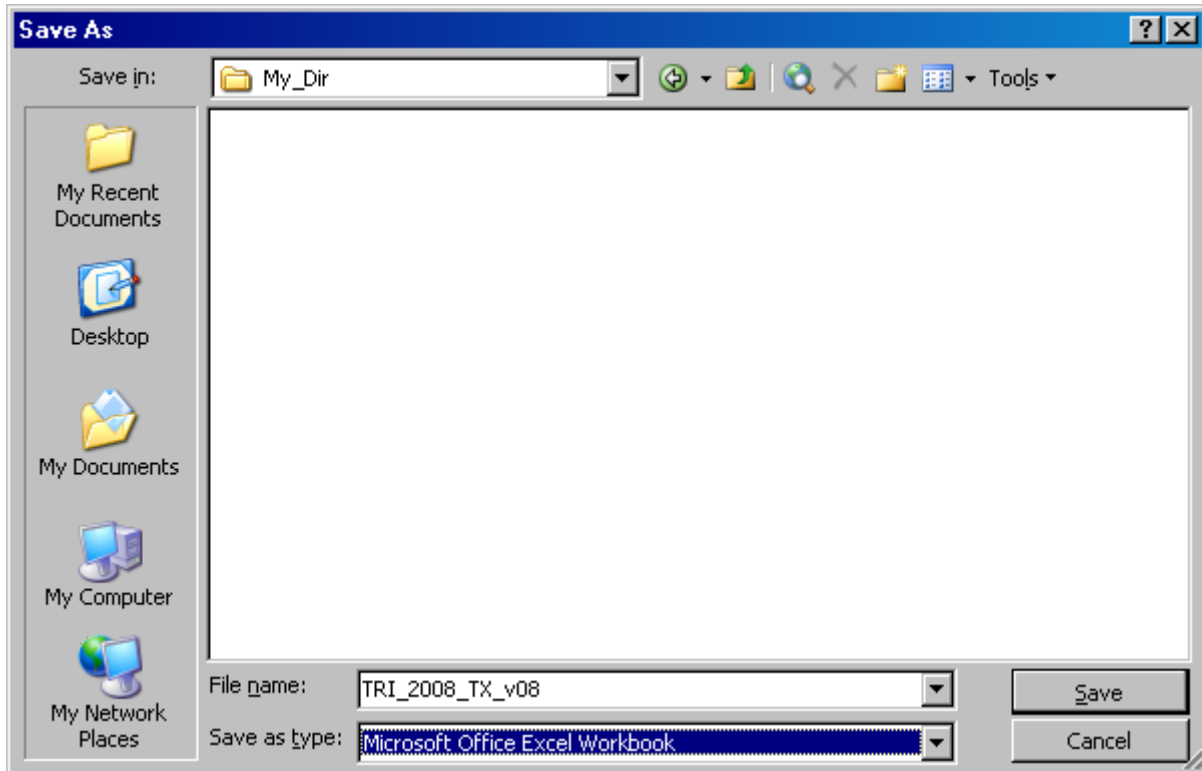 Save As
Save in:
My_Dir
Tools
My Recent
Documents
Desktop
My Documents
My Computer
My Network
Places
File name:
TRI_2008_TX_v08
Save
Save as type:
Microsoft Office Excel Workbook
Cancel